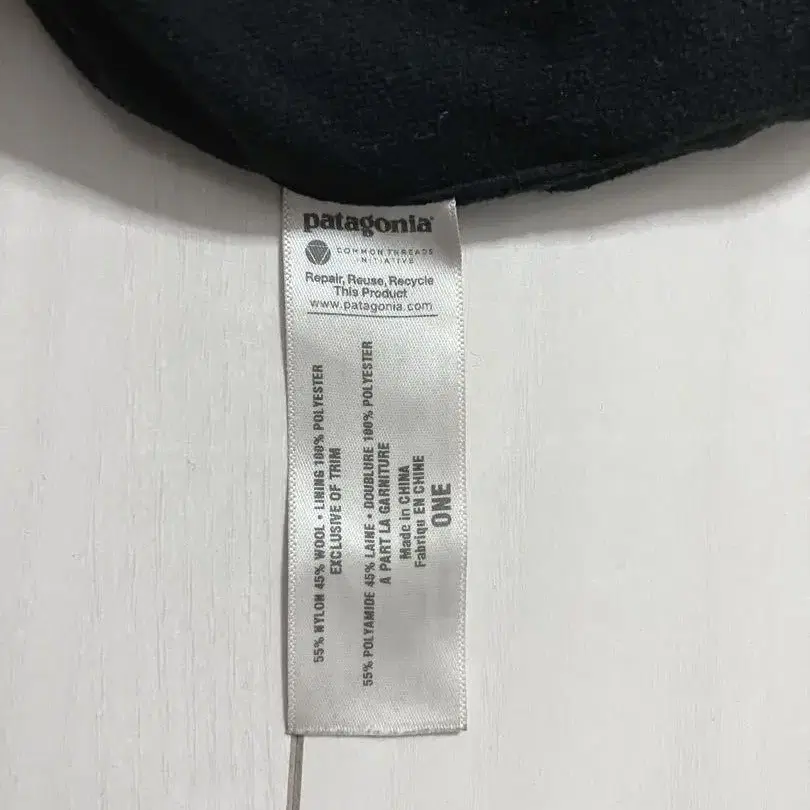 patagonia®
COMMON THREADS
INITIATIVE
Repair, Reuse, Recycle
This Product
www.patagonia.com
55% NYLON 45% WOOL • LINING 100% POLYESTER
EXCLUSIVE OF TRIM
55% POLYAMIDE 45% LAINE • DOUBLURE 100% POLYESTER
A PART LA GARNITURE
Made in CHINA
Fabriqu EN CHINE
ONE